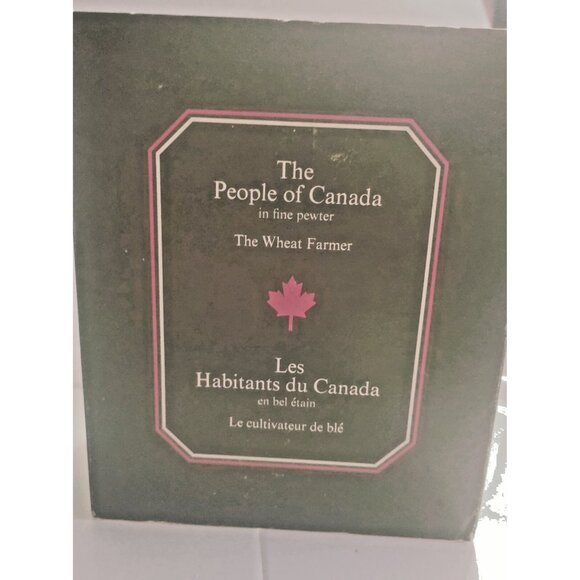 The
People of Canada
in fine pewter
The Wheat Farmer
Les
Habitants du Canada
en bel étain
Le cultivateur de blé